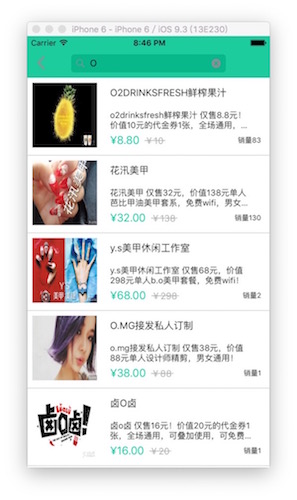 iPhone 6 - iPhone 6 / iOS 9.3 (13E230)
Carrier 8:46 PM
O
O2DRINKSFRESH鲜榨果汁
o2drinksfresh鲜榨果汁 仅售8.8元!
价值10元的代金券1张，全场通用，...
¥8.80 ¥10 销量83
花汛美甲
花汛美甲 仅售32元，价值138元单人
芭比甲油美甲套系，免费wifi，男女...
¥32.00 ¥138 销量130
y.s美甲休闲工作室
y.s美甲休闲工作室 仅售68元，价值
298元单人b.o美甲套餐，免费wifi!
¥68.00 ¥298 销量2
O.MG接发私人订制
o.mg接发私人订制 仅售38元，价值
88元单人设计师精剪，男女通用!
¥38.00 ¥88 销量1
卤O卤
卤o卤 仅售16元! 价值20元的代金券1
张，全场通用，可叠加使用，可免费...
¥16.00 ¥20 销量1
卤O卤!